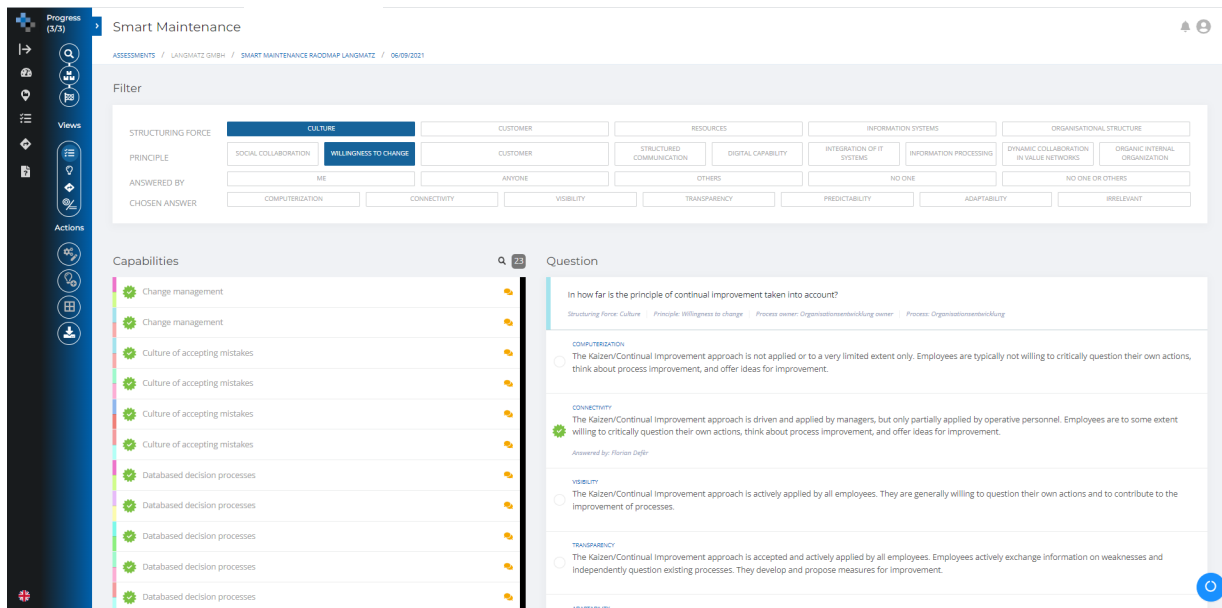 Progress
(3/3)
Smart Maintenance
ASSESSMENTS / LANGMATZ GMBH / SMART MAINTENANCE RAODMAP LANGMATZ / 06/09/2021
Filter
Views
Actions
STRUCTURING FORCE
CULTURE
CUSTOMER
RESOURCES
INFORMATION SYSTEMS
ORGANISATIONAL STRUCTURE
PRINCIPLE
SOCIAL COLLABORATION
WILLINGNESS TO CHANGE
CUSTOMER
STRUCTURED
COMMUNICATION
DIGITAL CAPABILITY
INTEGRATION OF IT
SYSTEMS
INFORMATION PROCESSING
DYNAMIC COLLABORATION
IN VALUE NETWORKS
ORGANIC INTERNAL
ORGANIZATION
ANSWERED BY
ME
ANYONE
OTHERS
NO ONE
NO ONE OR OTHERS
CHOSEN ANSWER
COMPUTERIZATION
CONNECTIVITY
VISIBILITY
TRANSPARENCY
PREDICTABILITY
ADAPTABILITY
IRRELEVANT
Capabilities
23
Change management
Change management
Culture of accepting mistakes
Culture of accepting mistakes
Culture of accepting mistakes
Culture of accepting mistakes
Databased decision processes
Databased decision processes
Databased decision processes
Databased decision processes
Databased decision processes
Question
In how far is the principle of continual improvement taken into account?
Structuring Force: Culture | Principle: Willingness to change | Process owner: Organisationsentwicklung owner | Process: Organisationsentwicklung
COMPUTERIZATION
The Kaizen/Continual Improvement approach is not applied or to a very limited extent only. Employees are typically not willing to critically question their own actions,
think about process improvement, and offer ideas for improvement.
CONNECTIVITY
The Kaizen/Continual Improvement approach is driven and applied by managers, but only partially applied by operative personnel. Employees are to some extent
willing to critically question their own actions, think about process improvement, and offer ideas for improvement.
Answered by: Florian Defèr
VISIBILITY
The Kaizen/Continual Improvement approach is actively applied by all employees. They are generally willing to question their own actions and to contribute to the
improvement of processes.
TRANSPARENCY
The Kaizen/Continual Improvement approach is accepted and actively applied by all employees. Employees actively exchange information on weaknesses and
independently question existing processes. They develop and propose measures for improvement.